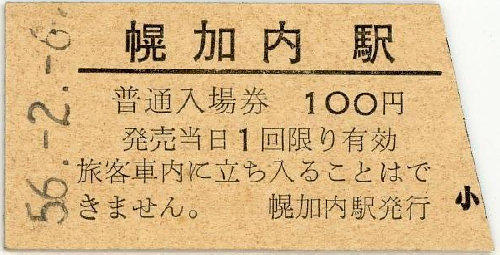 幌加内 駅
普通入場券 100円
発売当日1回限り有効
旅客車内に立ち入ることはで
きません。 幌加内駅発行
小
56.-2.-6